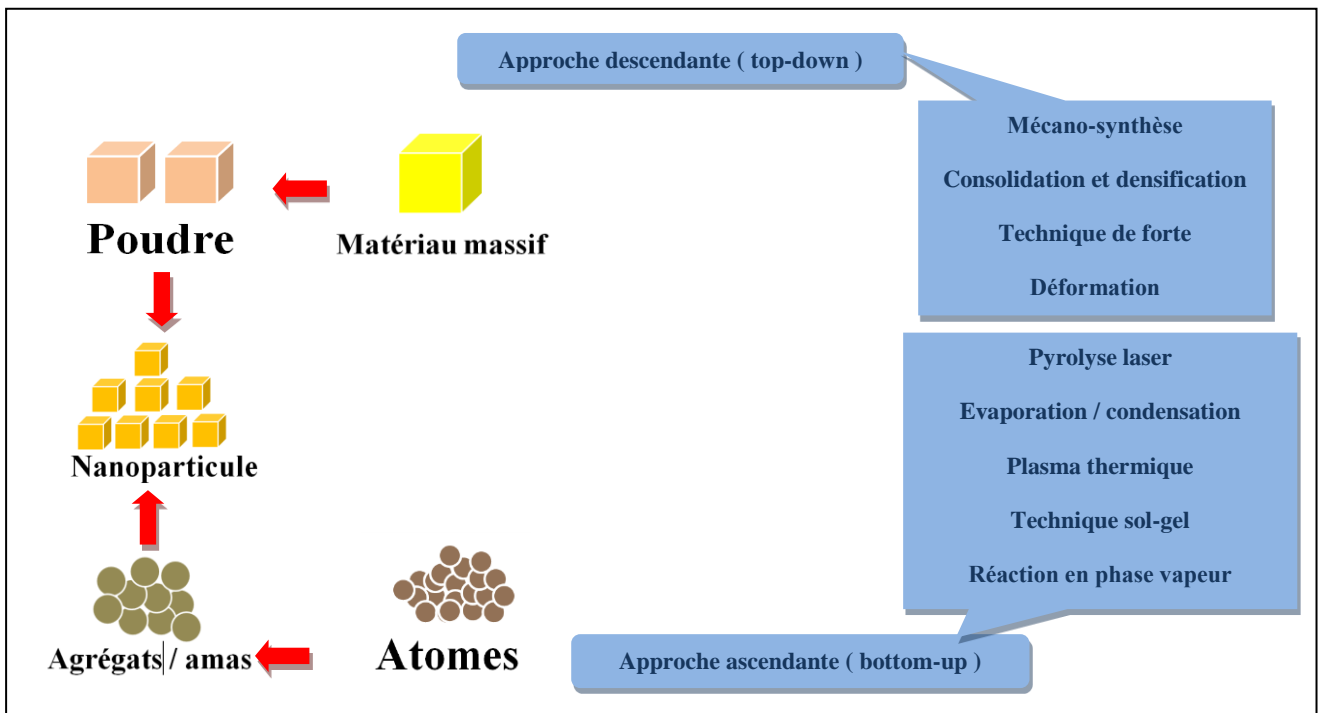 Approche descendante ( top-down )
Mécano-synthèse
Consolidation et densification
Technique de forte
Déformation
Poudre
Matériau massif
Nanoparticule
Pyrolyse laser
Evaporation / condensation
Plasma thermique
Technique sol-gel
Réaction en phase vapeur
Agrégats / amas
Atomes
Approche ascendante ( bottom-up )